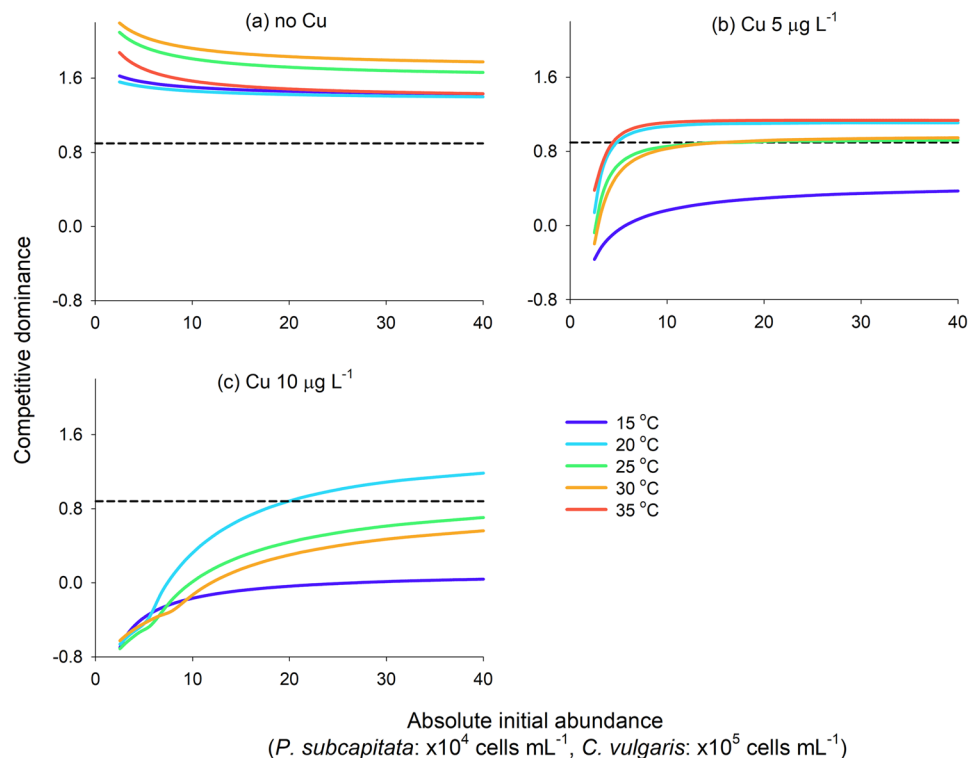 (a) no Cu
(b) Cu 5 μg L⁻¹
1.6
0.8
0.0
-0.8
0 10 20 30 40
1.6
0.8
0.0
-0.8
0 10 20 30 40
Competitive dominance
(c) Cu 10 μg L⁻¹
1.6
0.8
0.0
-0.8
0 10 20 30 40
15 °C
20 °C
25 °C
30 °C
35 °C
Absolute initial abundance
(P. subcapitata: x10⁴ cells mL⁻¹, C. vulgaris: x10⁵ cells mL⁻¹)